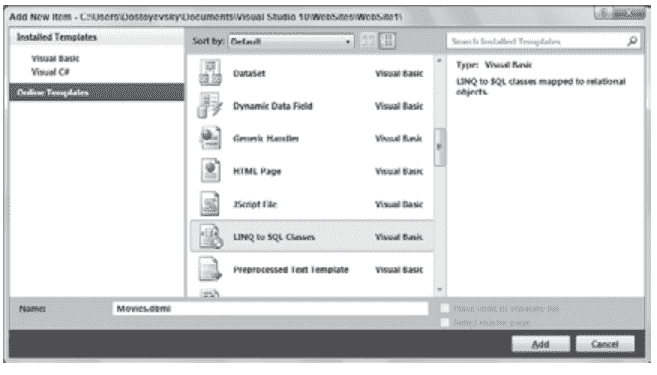 Add New Item - C:\Users\Dostoyevsky\Documents\Visual Studio 10\WebSites\WebSite1\
Installed Templates
Visual Basic
Visual C#
Online Templates
Sort by: Default
Search Installed Templates
DataSet Visual Basic
Dynamic Data Field Visual Basic
Generic Handler Visual Basic
HTML Page Visual Basic
JScript File Visual Basic
LINQ to SQL Classes Visual Basic
Preprocessed Text Template Visual Basic
Type: Visual Basic
LINQ to SQL classes mapped to relational
objects.
Name: Movies.dbml
Place code in separate file
Select master page
Add Cancel